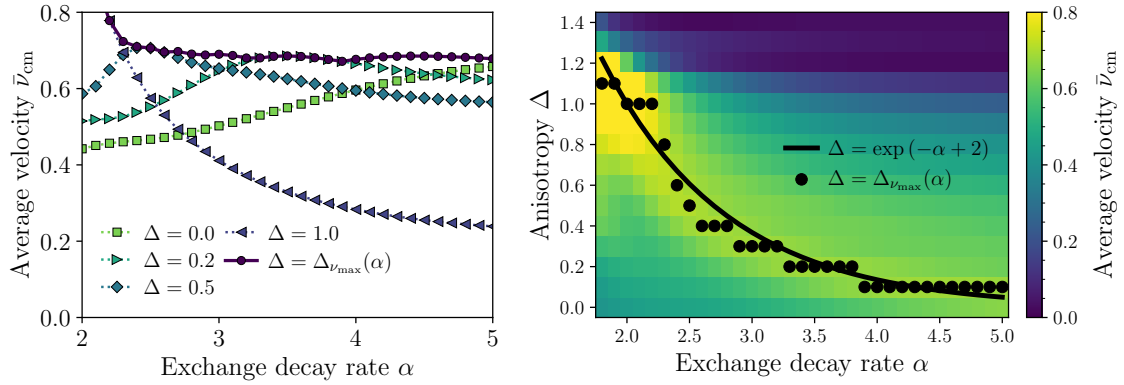 Average velocity ν̄cm
0.8
0.6
0.4
0.2
0.0
Δ = 0.0
Δ = 0.2
Δ = 0.5
Δ = 1.0
Δ = Δνmax(α)
2 3 4 5
Exchange decay rate α
Anisotropy Δ
1.4
1.2
1.0
0.8
0.6
0.4
0.2
0.0
Δ = exp (−α + 2)
Δ = Δνmax(α)
2.0 2.5 3.0 3.5 4.0 4.5 5.0
Exchange decay rate α
0.8
0.6
0.4
0.2
0.0
Average velocity ν̄cm